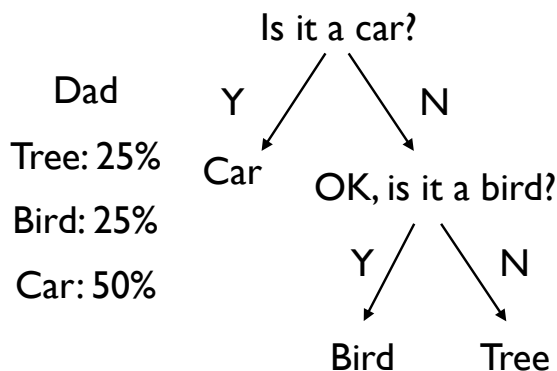 Is it a car?
Dad
Y
N
Tree: 25%
Car
OK, is it a bird?
Bird: 25%
Y
N
Car: 50%
Bird
Tree